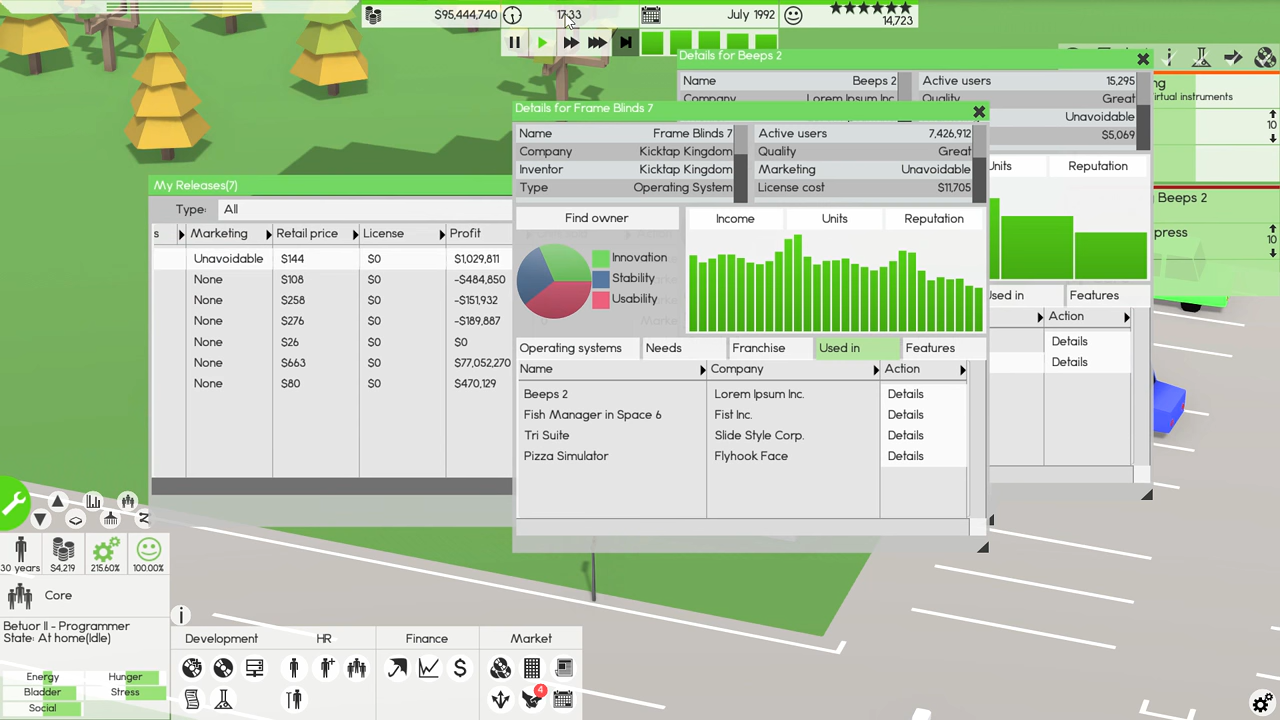 $95,444,740
17:33
July 1992
14,723
Details for Beeps 2
Name Beeps 2
Company Lorem Ipsum Inc.
Active users 15,295
Quality Great
Unavoidable
$5,069
Virtual instruments
10
Beeps 2
10
Reputation
Used in Features
Action
Details
Details
Details for Frame Blinds 7
Name Frame Blinds 7
Company Kicktap Kingdom
Inventor Kicktap Kingdom
Type Operating System
Active users 7,426,912
Quality Great
Marketing Unavoidable
License cost $11,705
Find owner
Income Units Reputation
Innovation
Stability
Usability
Operating systems Needs Franchise Used in Features
Name Company Action
Beeps 2 Lorem Ipsum Inc. Details
Fish Manager in Space 6 Fist Inc. Details
Tri Suite Slide Style Corp. Details
Pizza Simulator Flyhook Face Details
My Releases(7)
Type: All
s Marketing Retail price License Profit
Unavoidable $144 $0 $1,029,811
None $108 $0 -$484,850
None $258 $0 -$151,932
None $276 $0 -$189,887
None $26 $0 $0
None $663 $0 $77,052,270
None $80 $0 $470,129
30 years $4,219 215.60% 100.00%
Core
Betuor II - Programmer
State: At home(Idle)
Energy Hunger
Bladder Stress
Social
Development HR Finance Market
4